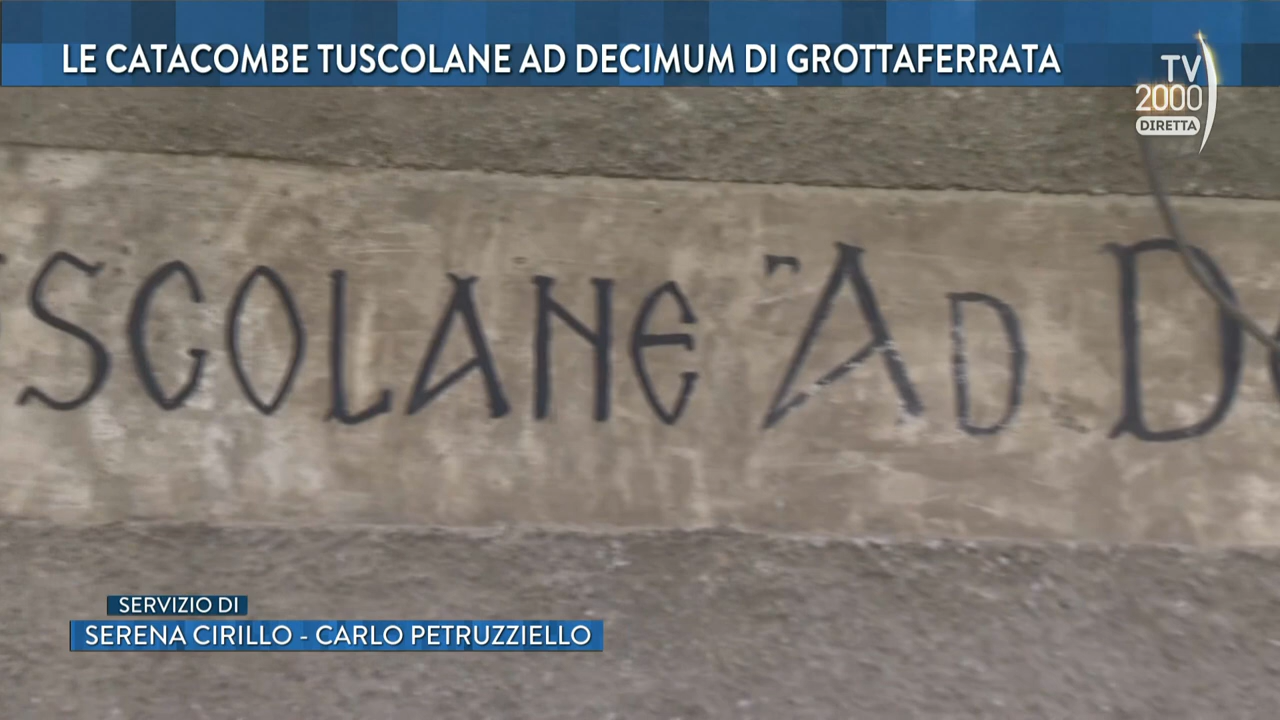 LE CATACOMBE TUSCOLANE AD DECIMUM DI GROTTAFERRATA
TV
2000
DIRETTA
SCOLANE "AD D
SERVIZIO DI
SERENA CIRILLO - CARLO PETRUZZIELLO